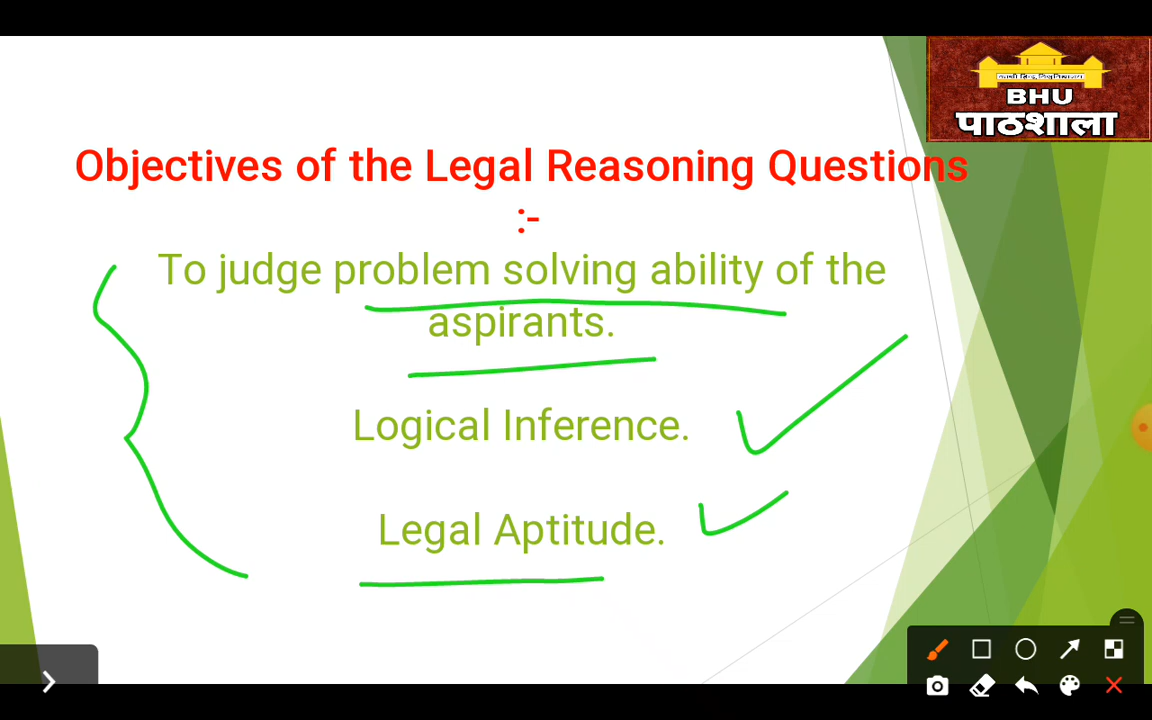 BHU
पाठशाला
Objectives of the Legal Reasoning Questions
:-
To judge problem solving ability of the
aspirants.
Logical Inference.
Legal Aptitude.